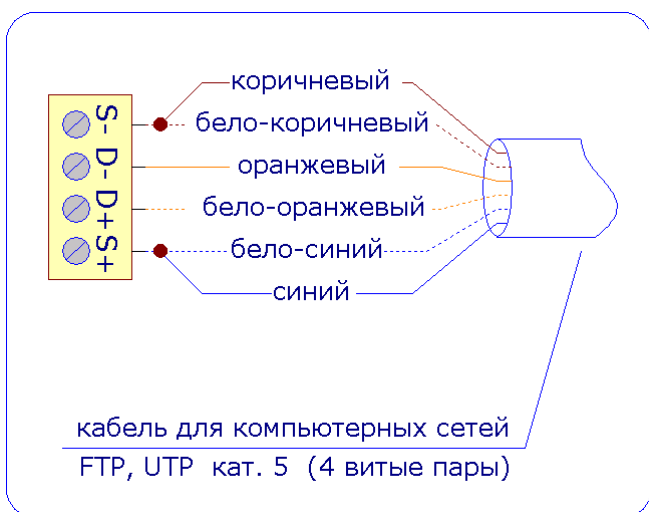 коричневый
S-
бело-коричневый
D-
оранжевый
D+
бело-оранжевый
S+
бело-синий
синий
кабель для компьютерных сетей
FTP, UTP кат. 5 (4 витые пары)